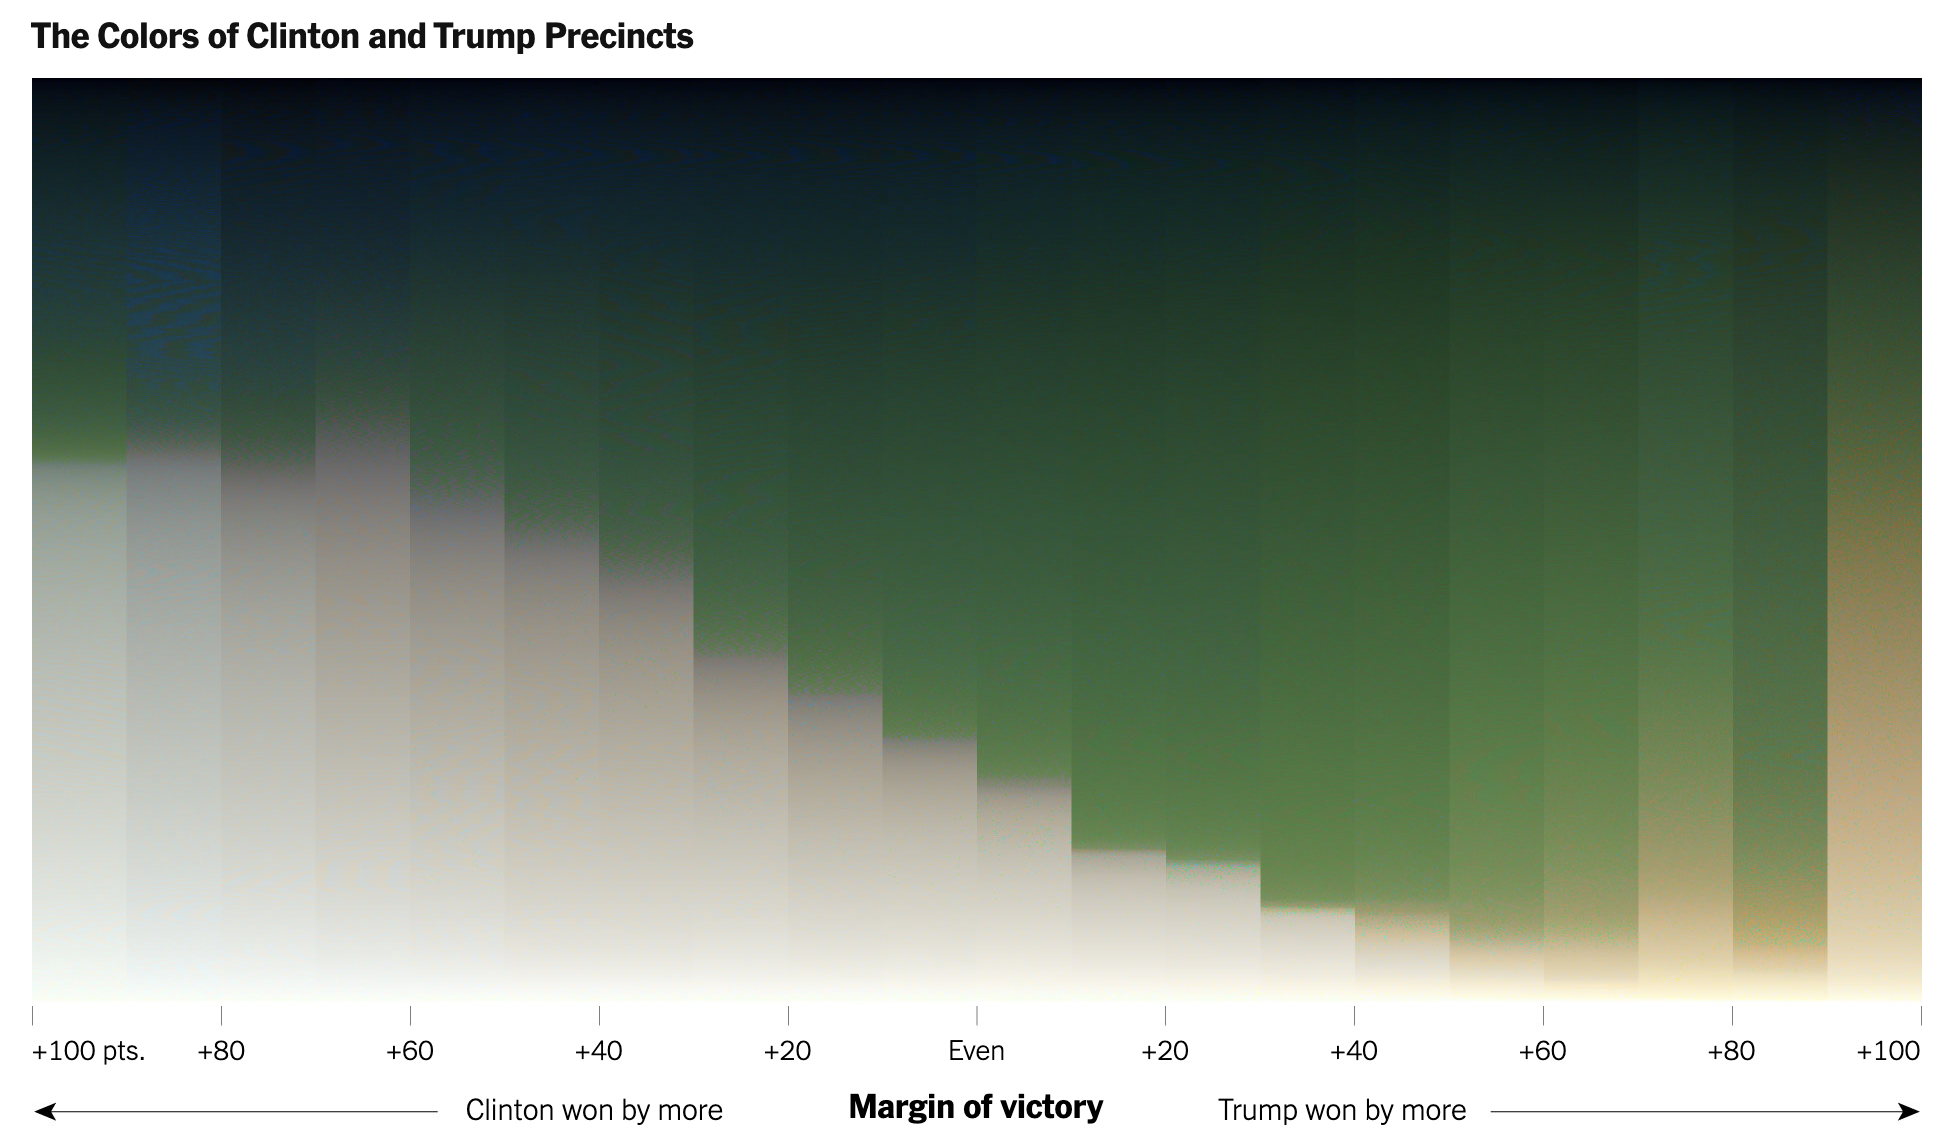 The Colors of Clinton and Trump Precincts
+100 pts. +80 +60 +40 +20 Even +20 +40 +60 +80 +100
Clinton won by more Margin of victory Trump won by more